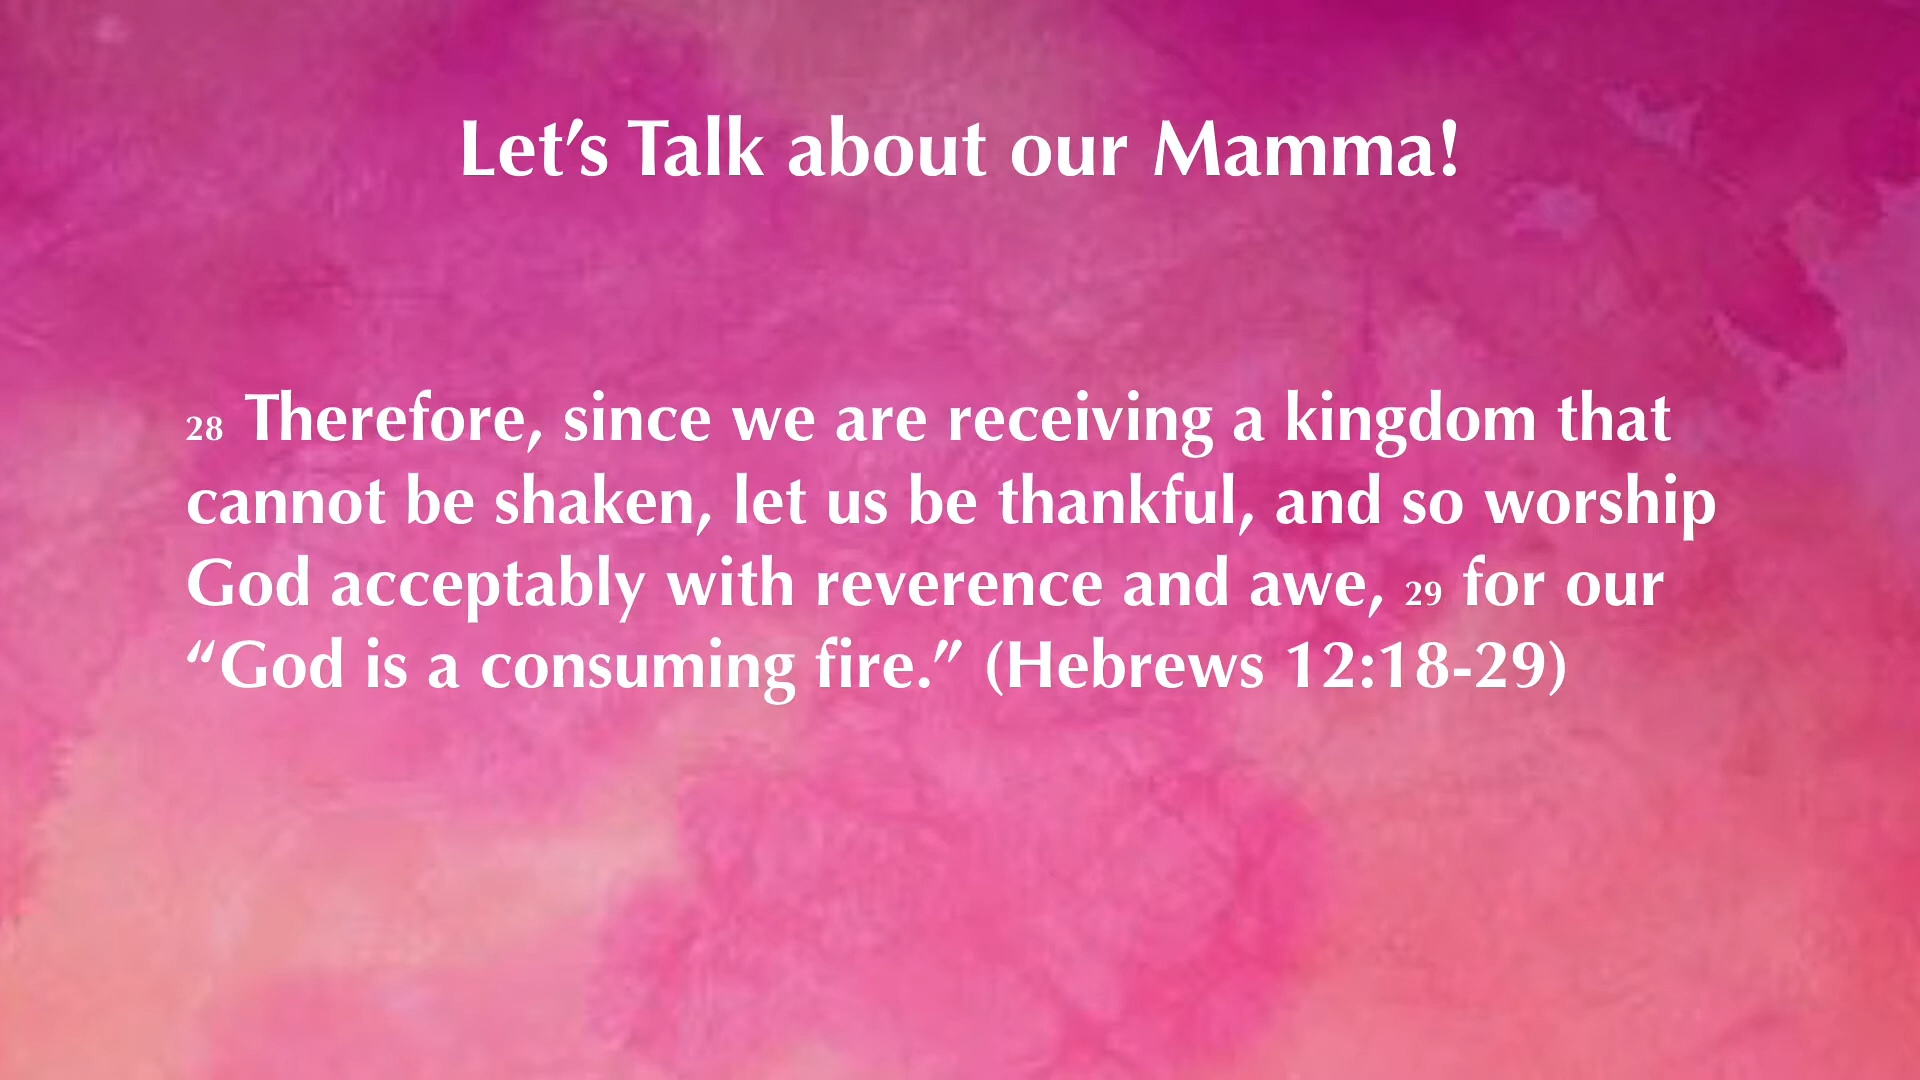 Let’s Talk about our Mamma!
28 Therefore, since we are receiving a kingdom that
cannot be shaken, let us be thankful, and so worship
God acceptably with reverence and awe, 29 for our
“God is a consuming fire.” (Hebrews 12:18-29)